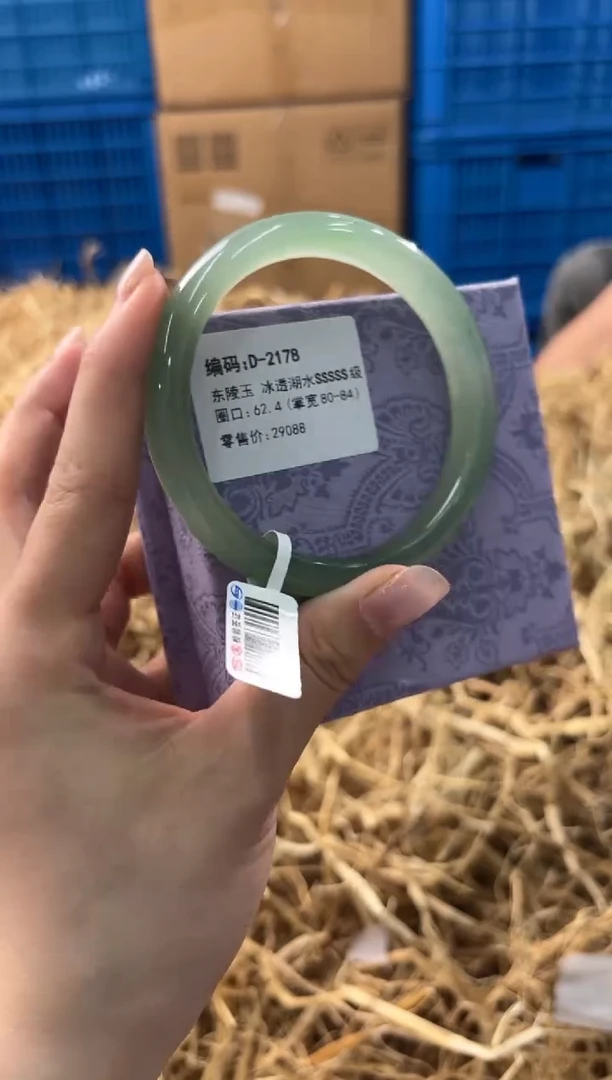 编码:D-2178
东陵玉 冰透湖水SSSSS级
圈口:62.4(掌宽80-84)
零售价:29088